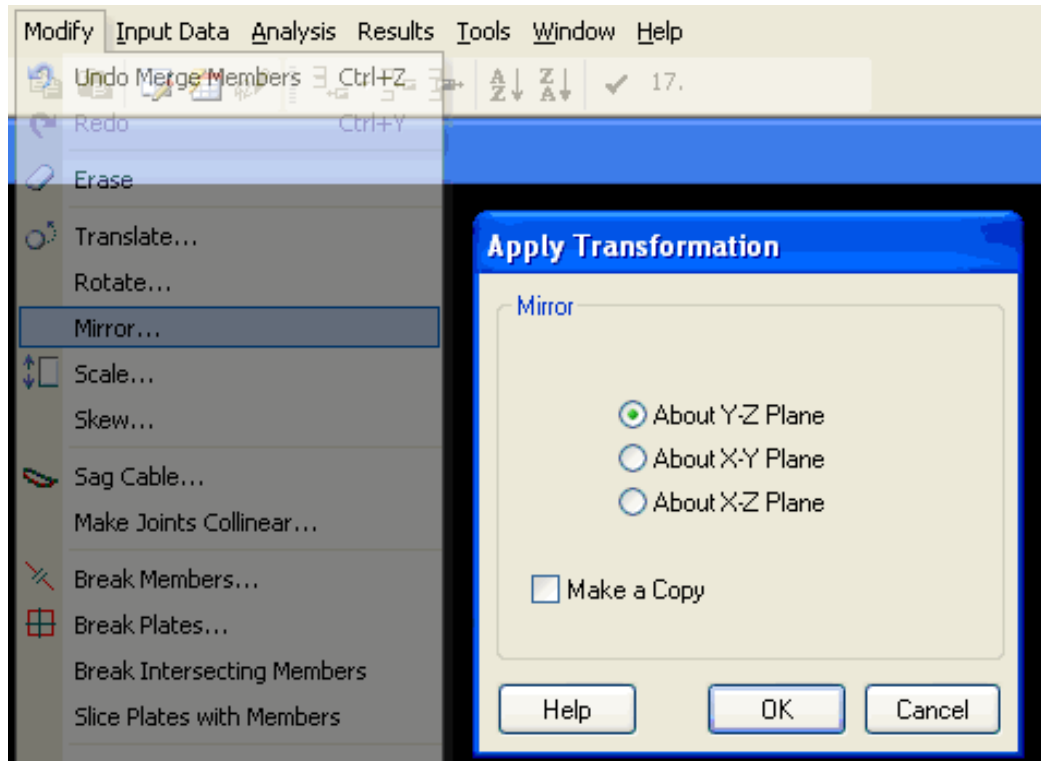 Modify Input Data Analysis Results Tools Window Help
Undo Merge Members Ctrl+Z
17.
Redo Ctrl+Y
Erase
Translate...
Rotate...
Mirror...
Scale...
Skew...
Sag Cable...
Make Joints Collinear...
Break Members...
Break Plates...
Break Intersecting Members
Slice Plates with Members
Apply Transformation
Mirror
About Y-Z Plane
About X-Y Plane
About X-Z Plane
Make a Copy
Help OK Cancel